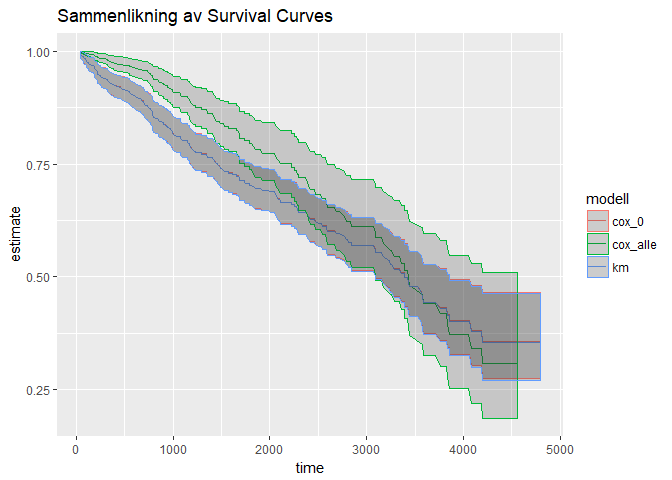 Sammenlikning av Survival Curves
1.00
0.75
0.50
0.25
estimate
0
1000
2000
3000
4000
5000
time
modell
cox_0
cox_alle
km